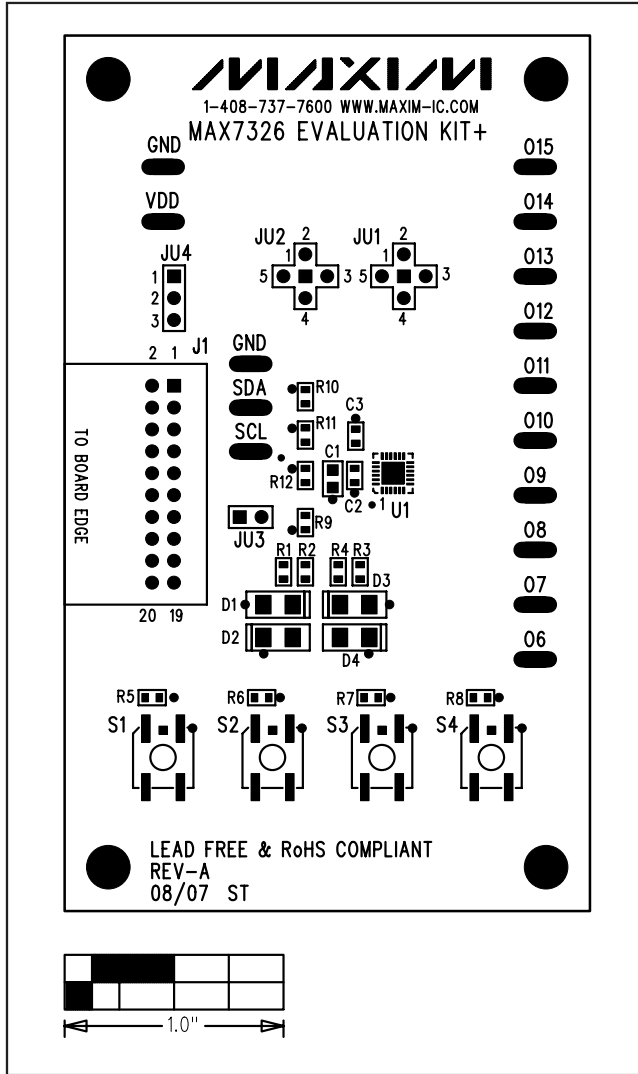 MAXIM
1-408-737-7600 WWW.MAXIM-IC.COM
MAX7326 EVALUATION KIT+
GND
O15
VDD
O14
JU4
1
2
3
JU2
2
1
5
3
4
JU1
2
1
5
3
4
O13
O12
J1
2 1
GND
SDA
SCL
O11
O10
R10
R11
R12
C3
C1
C2
1
U1
TO BOARD EDGE
JU3
R9
O9
O8
R1 R2 R4 R3
D1
D3
D2
D4
O7
O6
20 19
R5 R6 R7 R8
S1 S2 S3 S4
LEAD FREE & RoHS COMPLIANT
REV-A
08/07 ST
1.0"